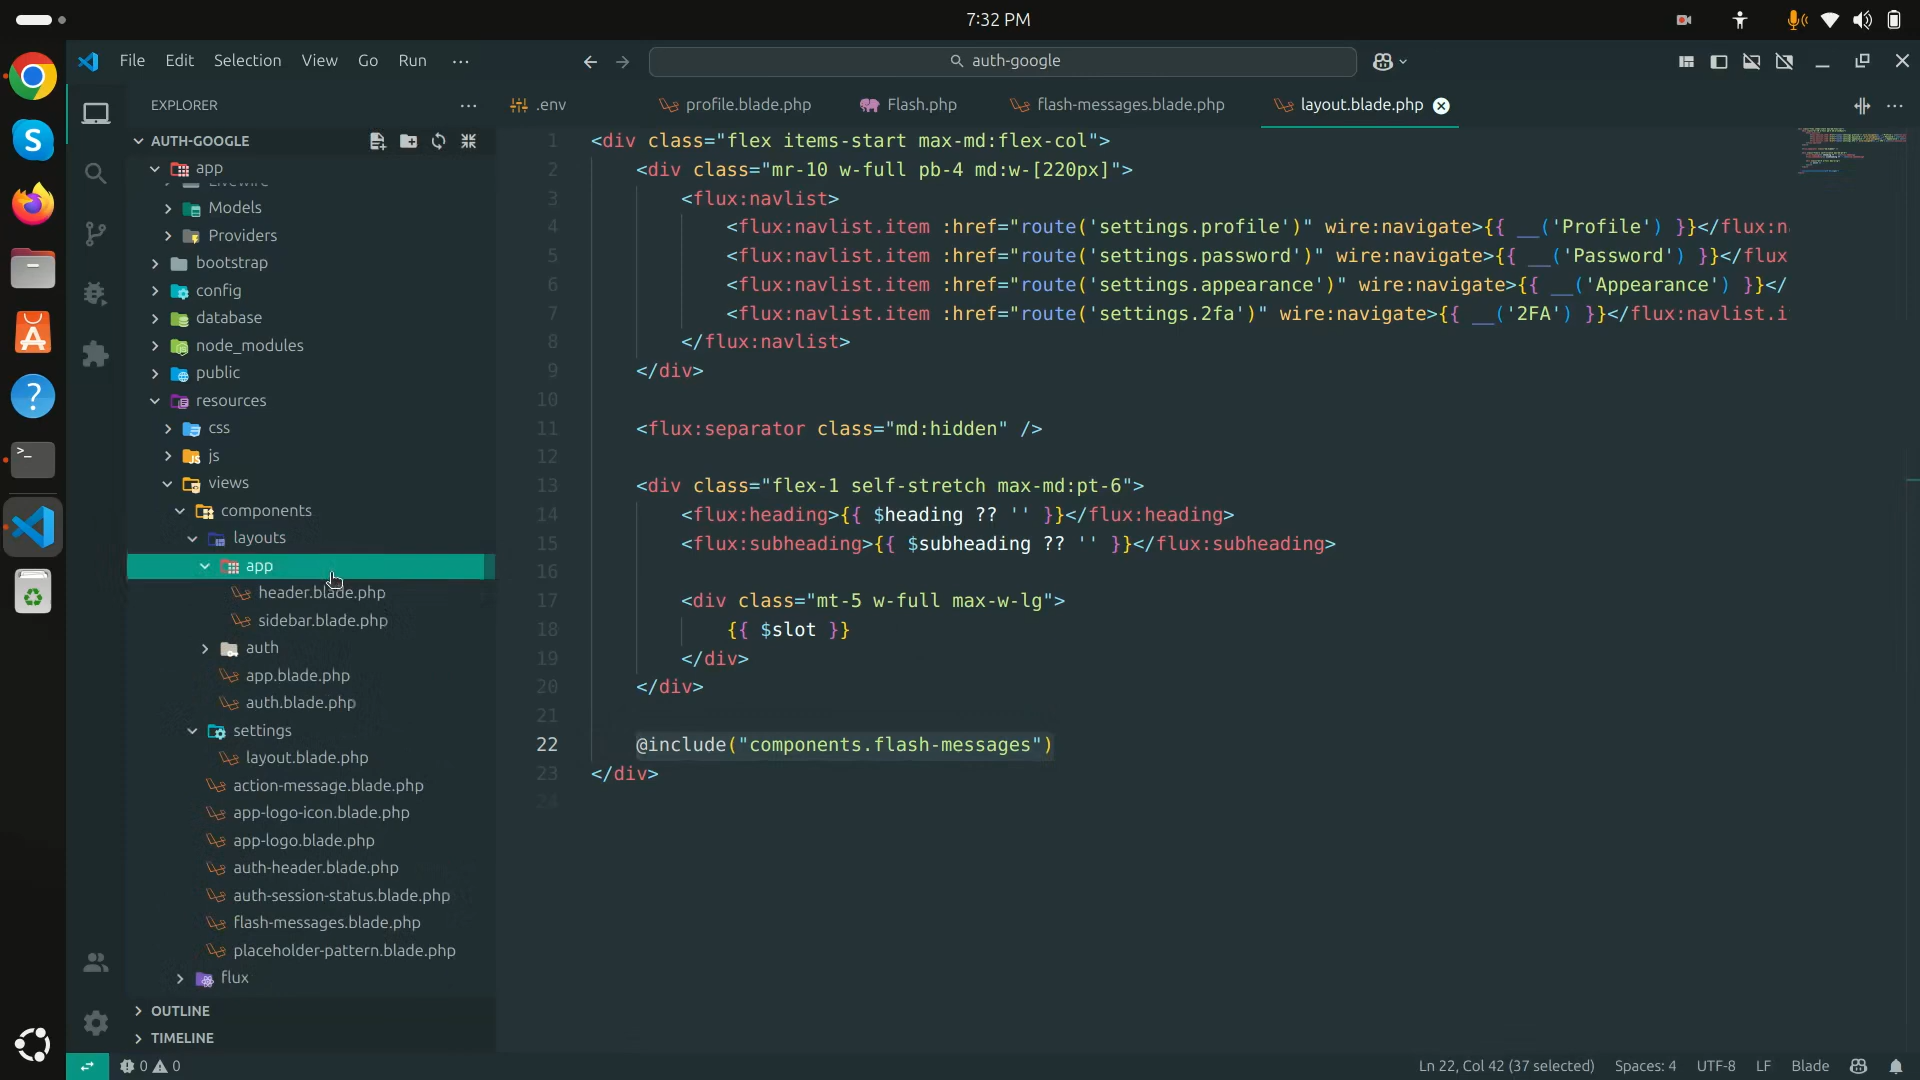 7:32 PM
File Edit Selection View Go Run ...
auth-google
EXPLORER
.env
profile.blade.php
Flash.php
flash-messages.blade.php
layout.blade.php
AUTH-GOOGLE
app
Livewire
Models
Providers
bootstrap
config
database
node_modules
public
resources
css
js
views
components
layouts
app
header.blade.php
sidebar.blade.php
auth
app.blade.php
auth.blade.php
settings
layout.blade.php
action-message.blade.php
app-logo-icon.blade.php
app-logo.blade.php
auth-header.blade.php
auth-session-status.blade.php
flash-messages.blade.php
placeholder-pattern.blade.php
flux
OUTLINE
TIMELINE
1 <div class="flex items-start max-md:flex-col">
2 <div class="mr-10 w-full pb-4 md:w-[220px]">
3 <flux:navlist>
4 <flux:navlist.item :href="route('settings.profile')" wire:navigate>{{ __('Profile') }}</flux:n
5 <flux:navlist.item :href="route('settings.password')" wire:navigate>{{ __('Password') }}</flux
6 <flux:navlist.item :href="route('settings.appearance')" wire:navigate>{{ __('Appearance') }}</
7 <flux:navlist.item :href="route('settings.2fa')" wire:navigate>{{ __('2FA') }}</flux:navlist.i
8 </flux:navlist>
9 </div>
10
11 <flux:separator class="md:hidden" />
12
13 <div class="flex-1 self-stretch max-md:pt-6">
14 <flux:heading>{{ $heading ?? '' }}</flux:heading>
15 <flux:subheading>{{ $subheading ?? '' }}</flux:subheading>
16
17 <div class="mt-5 w-full max-w-lg">
18 {{ $slot }}
19 </div>
20 </div>
21
22 @include("components.flash-messages")
23 </div>
24
0 0
Ln 22, Col 42 (37 selected) Spaces: 4 UTF-8 LF Blade